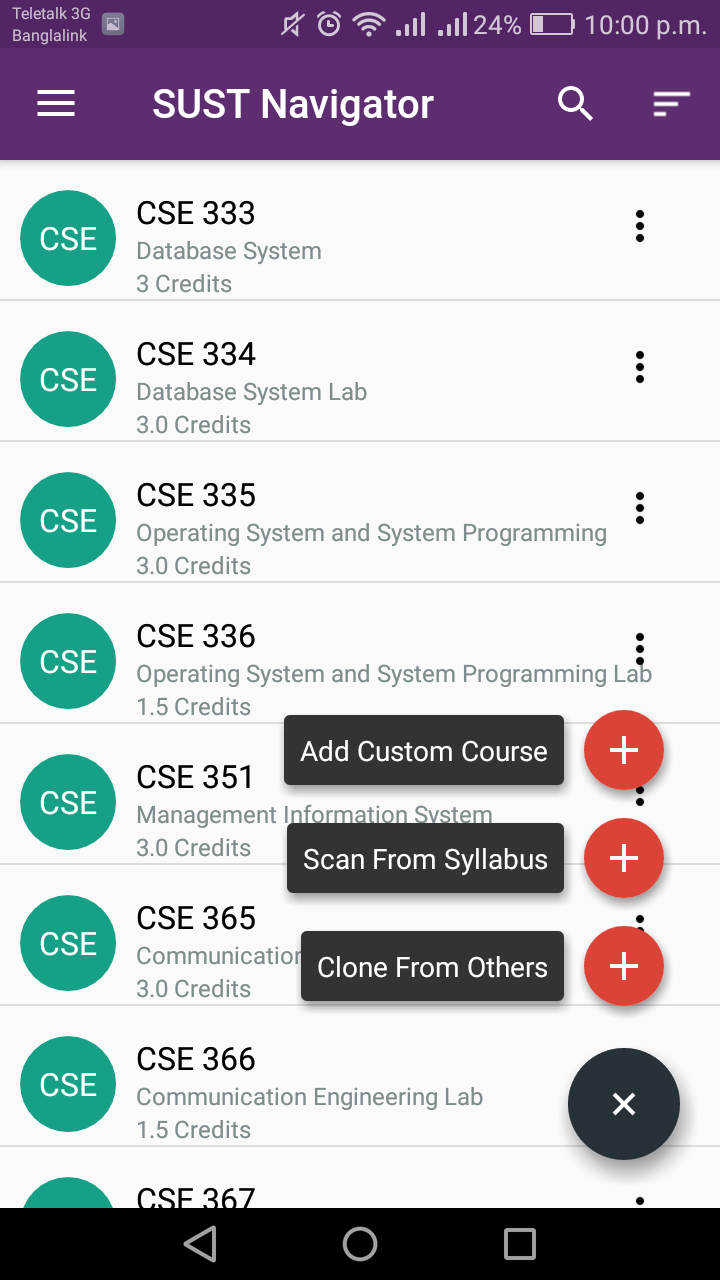 Teletalk 3G
Banglalink
24%
10:00 p.m.
SUST Navigator
CSE
CSE 333
Database System
3 Credits
CSE
CSE 334
Database System Lab
3.0 Credits
CSE
CSE 335
Operating System and System Programming
3.0 Credits
CSE
CSE 336
Operating System and System Programming Lab
1.5 Credits
Add Custom Course
CSE
CSE 351
Management Information System
3.0 Credits
Scan From Syllabus
CSE
CSE 365
Communication
3.0 Credits
Clone From Others
CSE
CSE 366
Communication Engineering Lab
1.5 Credits
CSE 367